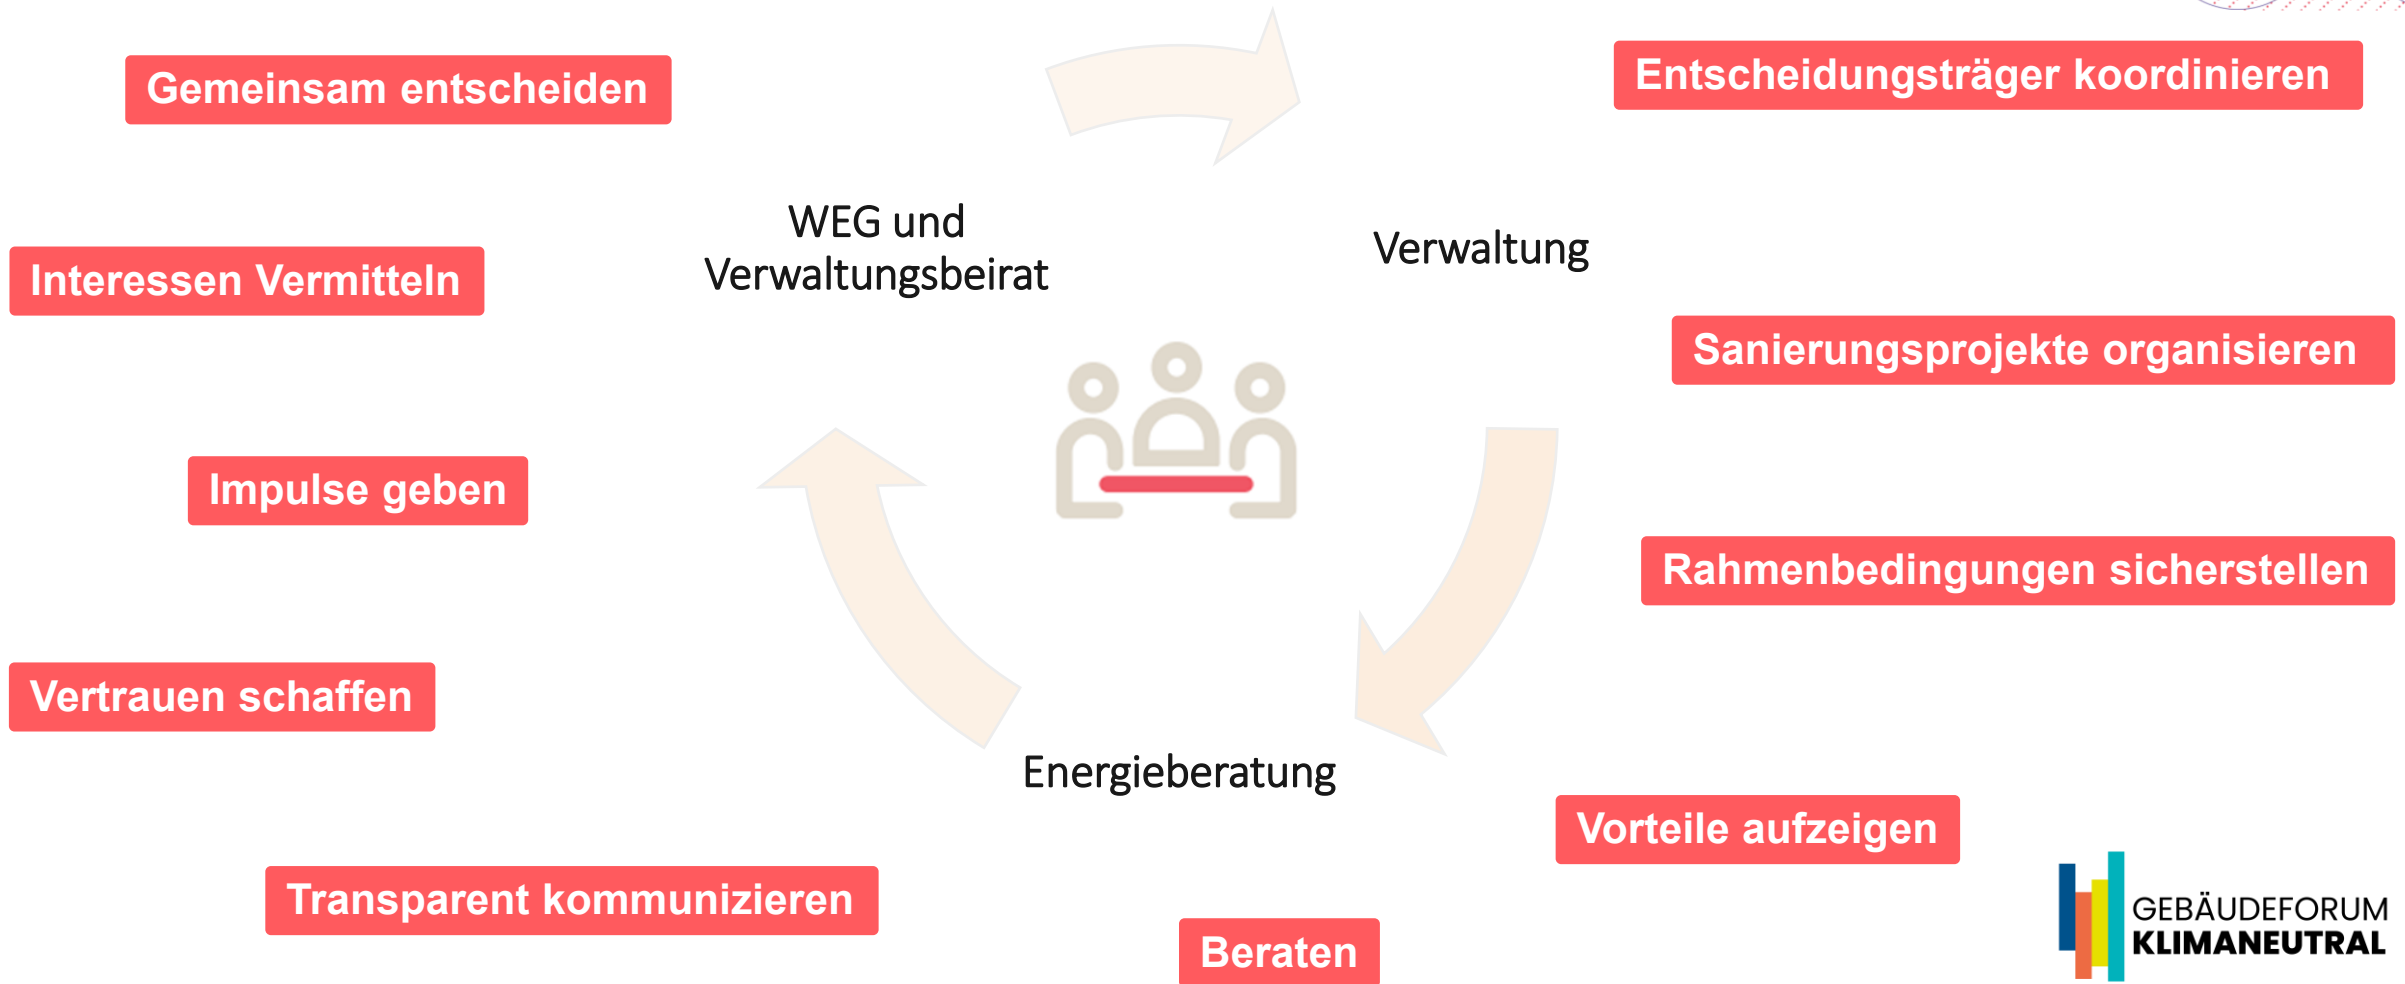 Gemeinsam entscheiden
Entscheidungsträger koordinieren
WEG und
Verwaltungsbeirat
Verwaltung
Interessen Vermitteln
Sanierungsprojekte organisieren
Impulse geben
Rahmenbedingungen sicherstellen
Vertrauen schaffen
Energieberatung
Vorteile aufzeigen
Transparent kommunizieren
Beraten
GEBÄUDEFORUM
KLIMANEUTRAL